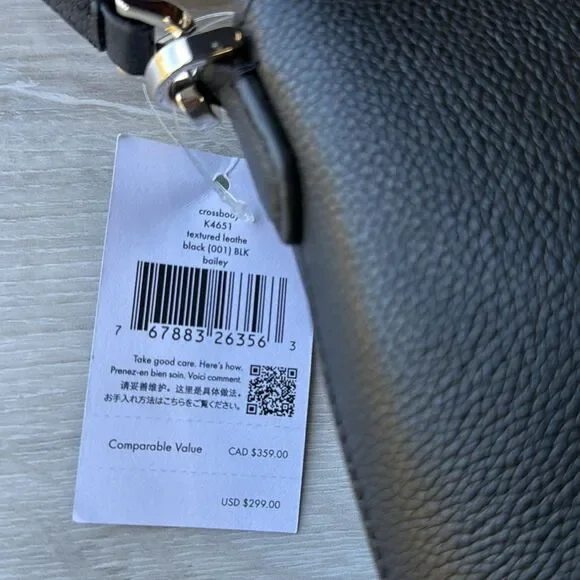 crossbody
K4651
textured leathe
black (001) BLK
bailey
7 67883 26356 3
Take good care. Here's how.
Prenez-en bien soin. Voici comment.
请妥善维护。这里是具体做法。
お手入れ方法はこちらをご覧ください。
Comparable Value CAD $359.00
USD $299.00